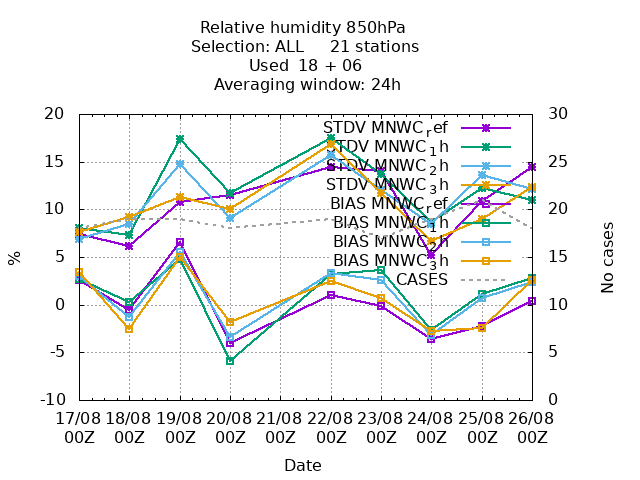 Relative humidity 850hPa
Selection: ALL 21 stations
Used 18 + 06
Averaging window: 24h
20
15
10
5
0
-5
-10
%
30
25
20
15
10
5
0
No cases
STDV MNWC_ref
STDV MNWC_1h
STDV MNWC_2h
STDV MNWC_3h
BIAS MNWC_ref
BIAS MNWC_1h
BIAS MNWC_2h
BIAS MNWC_3h
CASES
17/08 18/08 19/08 20/08 21/08 22/08 23/08 24/08 25/08 26/08
00Z 00Z 00Z 00Z 00Z 00Z 00Z 00Z 00Z 00Z
Date